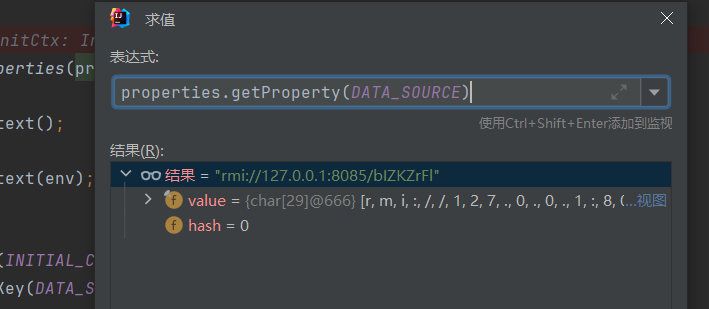 求值
nitCtx: In
表达式:
operties(pr
properties.getProperty(DATA_SOURCE)
text();
使用Ctrl+Shift+Enter添加到监视
结果(R):
text(env);
结果 = "rmi://127.0.0.1:8085/bIZKZrFl"
value = {char[29]@666} [r, m, i, :, /, /, 1, 2, 7, ., 0, ., 0, ., 1, :, 8, 0 ...视图
hash = 0
(INITIAL_C
Key(DATA_S